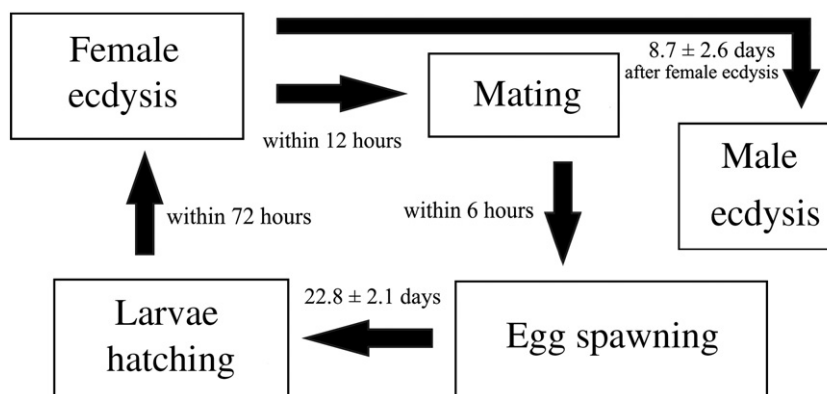 Female
ecdysis
8.7 ± 2.6 days
after female ecdysis
Mating
within 12 hours
Male
ecdysis
within 72 hours
within 6 hours
22.8 ± 2.1 days
Larvae
hatching
Egg spawning